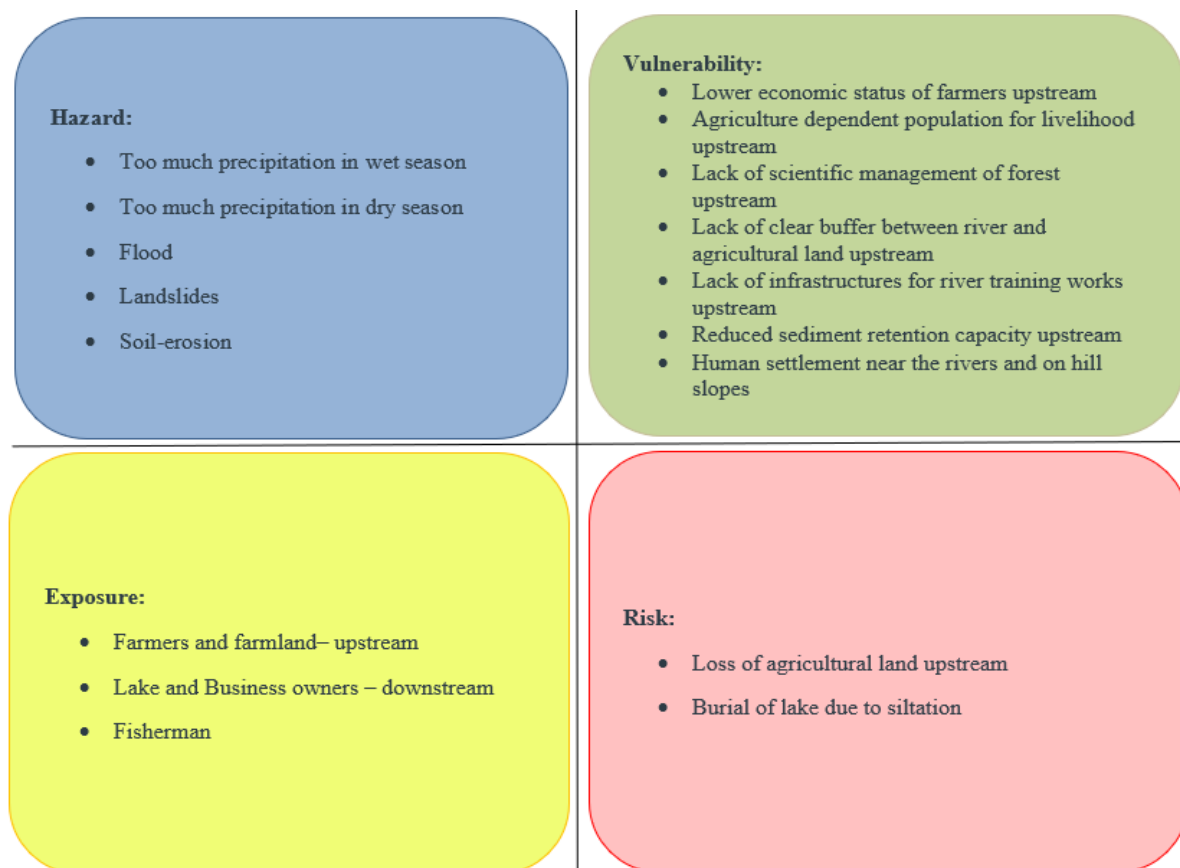 Hazard:
• Too much precipitation in wet season
• Too much precipitation in dry season
• Flood
• Landslides
• Soil-erosion
Vulnerability:
• Lower economic status of farmers upstream
• Agriculture dependent population for livelihood
upstream
• Lack of scientific management of forest
upstream
• Lack of clear buffer between river and
agricultural land upstream
• Lack of infrastructures for river training works
upstream
• Reduced sediment retention capacity upstream
• Human settlement near the rivers and on hill
slopes
Exposure:
• Farmers and farmland– upstream
• Lake and Business owners – downstream
• Fisherman
Risk:
• Loss of agricultural land upstream
• Burial of lake due to siltation